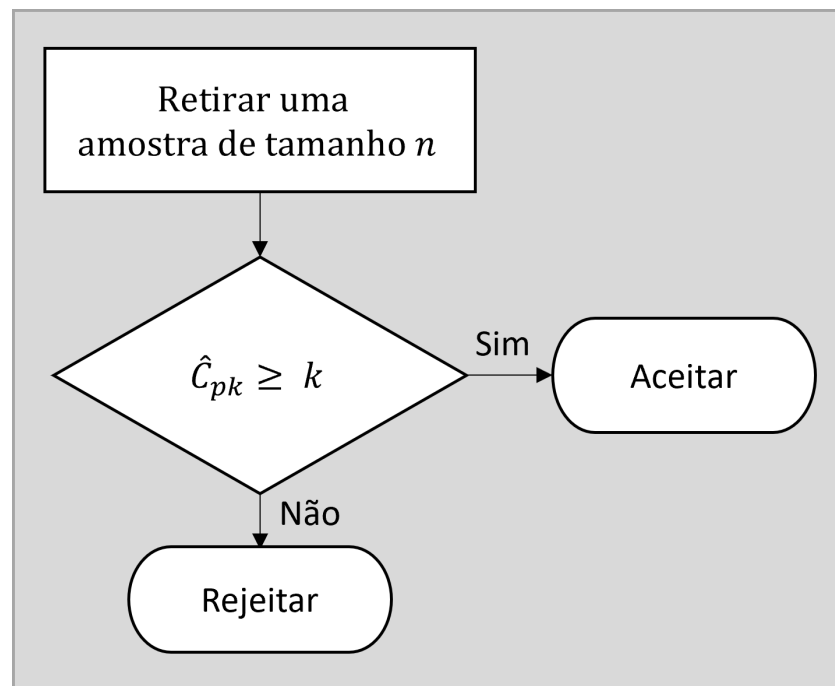 Retirar uma
amostra de tamanho n
Ĉpk ≥ k
Sim
Aceitar
Não
Rejeitar